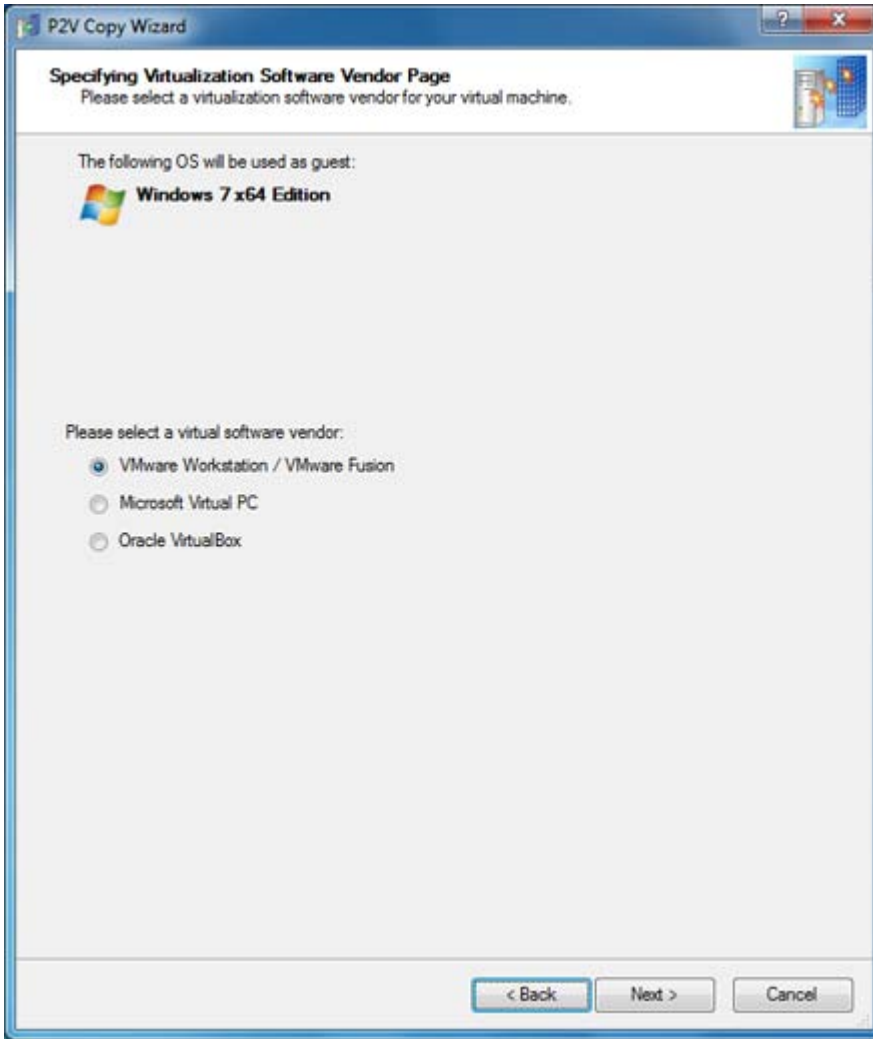 P2V Copy Wizard
?
Specifying Virtualization Software Vendor Page
Please select a virtualization software vendor for your virtual machine.
The following OS will be used as guest:
Windows 7 x64 Edition
Please select a virtual software vendor:
VMware Workstation / VMware Fusion
Microsoft Virtual PC
Oracle VirtualBox
< Back Next > Cancel